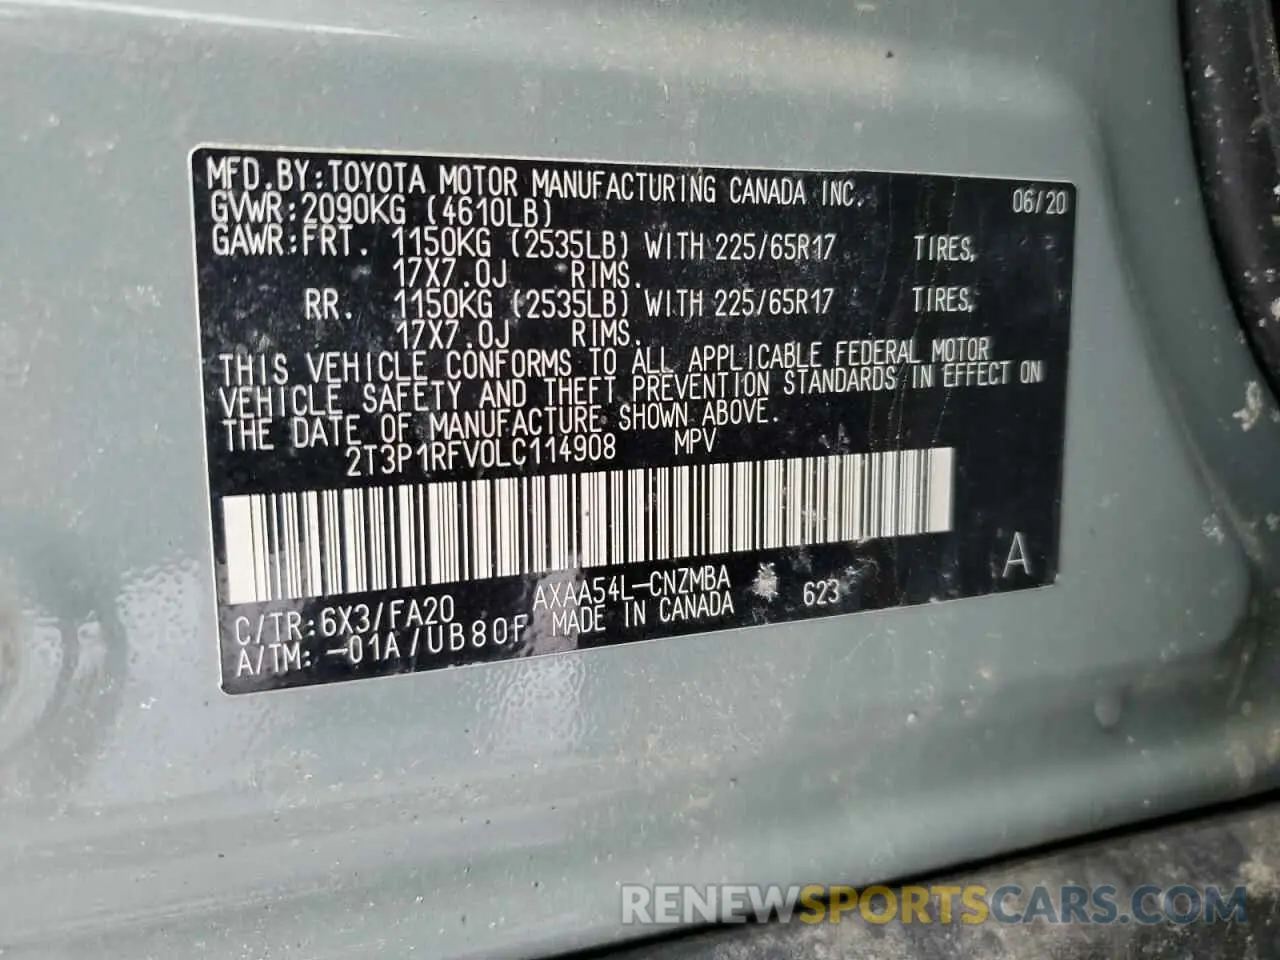 MFD.BY:TOYOTA MOTOR MANUFACTURING CANADA INC. 06/20
GVWR:2090KG (4610LB)
GAWR:FRT. 1150KG (2535LB) WITH 225/65R17 TIRES,
17X7.0J RIMS.
RR. 1150KG (2535LB) WITH 225/65R17 TIRES,
17X7.0J RIMS.
THIS VEHICLE CONFORMS TO ALL APPLICABLE FEDERAL MOTOR
VEHICLE SAFETY AND THEFT PREVENTION STANDARDS IN EFFECT ON
THE DATE OF MANUFACTURE SHOWN ABOVE.
2T3P1RFV0LC114908 MPV
A
AXAA54L-CNZMBA 623
C/TR:6X3/FA20 MADE IN CANADA
A/TM:-01A/UB80F
RENEWSPORTSCARS.COM